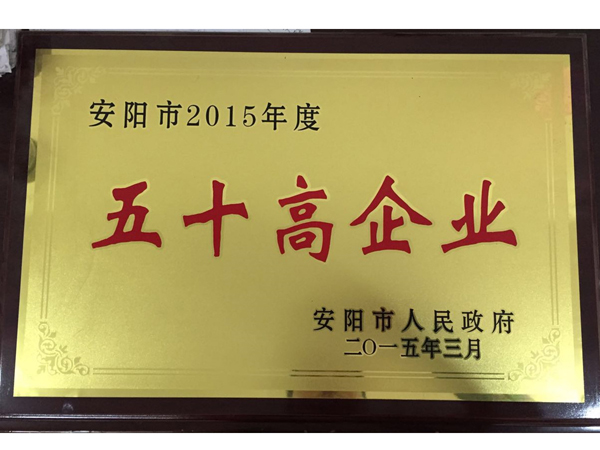 安阳市2015年度
五十高企业
安阳市人民政府
二〇一五年三月